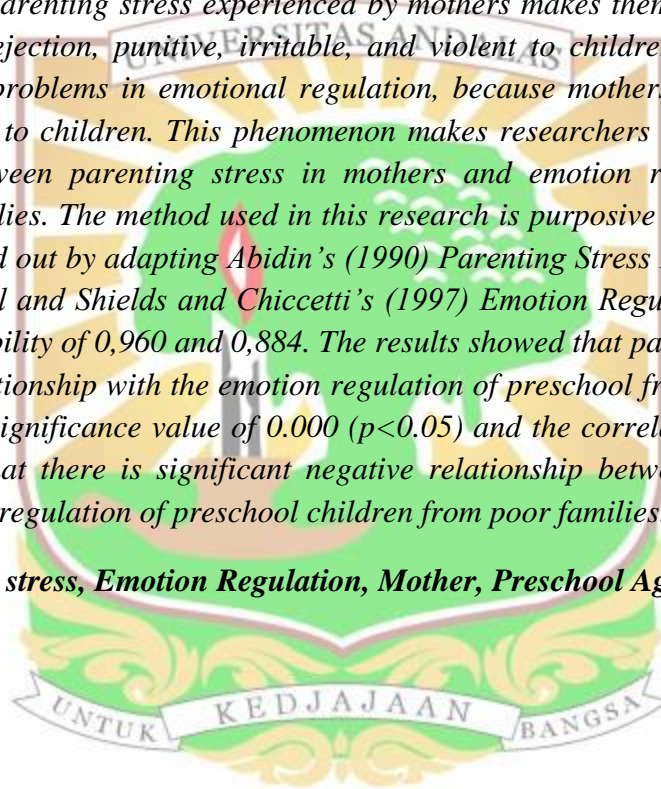 parenting stress experienced by mothers makes them
ejection, punitive, irritable, and violent to children
UNIVERSITAS ANDALAS
problems in emotional regulation, because mothers
to children. This phenomenon makes researchers
ween parenting stress in mothers and emotion r
lies. The method used in this research is purposive
d out by adapting Abidin's (1990) Parenting Stress
l and Shields and Chiccetti's (1997) Emotion Regu
bility of 0,960 and 0,884. The results showed that pa
tionship with the emotion regulation of preschool fr
significance value of 0.000 (p<0.05) and the correla
at there is significant negative relationship betw
regulation of preschool children from poor families.
stress, Emotion Regulation, Mother, Preschool Ag
UNTUK KEDJAJAAN BANGSA